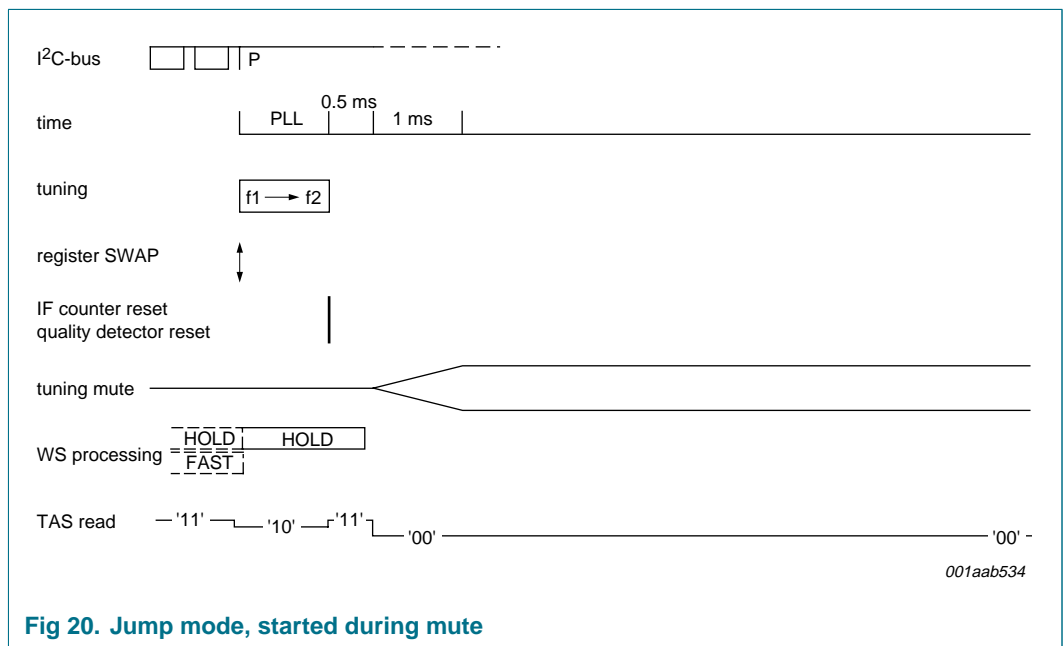 I2C-bus
P
time
PLL
0.5 ms
1 ms
tuning
f1 → f2
register SWAP
IF counter reset
quality detector reset
tuning mute
WS processing
HOLD
HOLD
FAST
TAS read
'11'
'10'
'11'
'00'
'00'
001aab534
Fig 20. Jump mode, started during mute